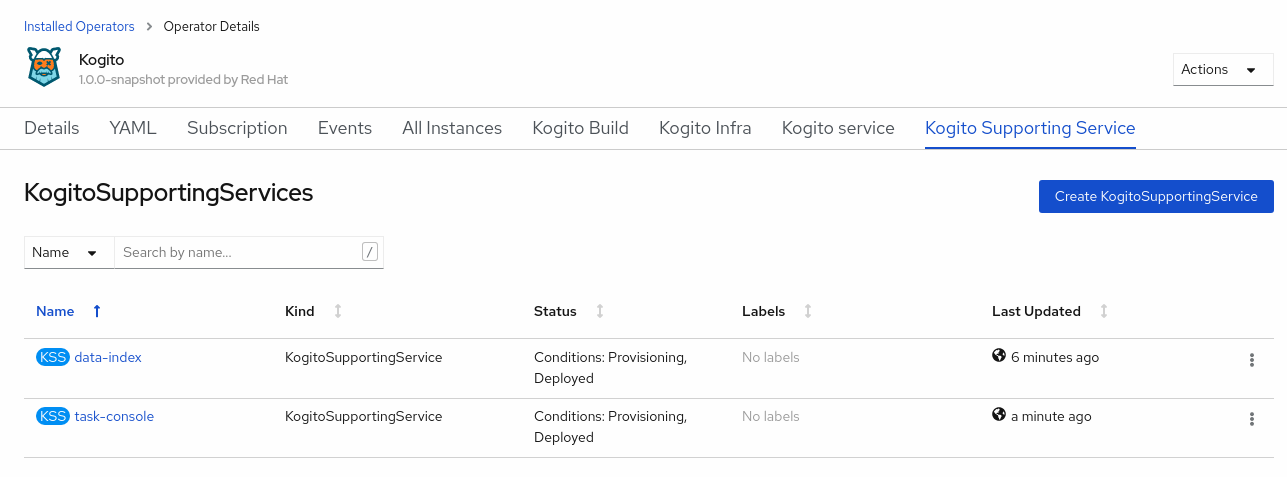 Installed Operators > Operator Details
Kogito
1.0.0-snapshot provided by Red Hat
Actions
Details YAML Subscription Events All Instances Kogito Build Kogito Infra Kogito service Kogito Supporting Service
KogitoSupportingServices
Create KogitoSupportingService
Name Search by name... /
Name Kind Status Labels Last Updated
KSS data-index KogitoSupportingService Conditions: Provisioning, No labels 6 minutes ago
Deployed
KSS task-console KogitoSupportingService Conditions: Provisioning, No labels a minute ago
Deployed